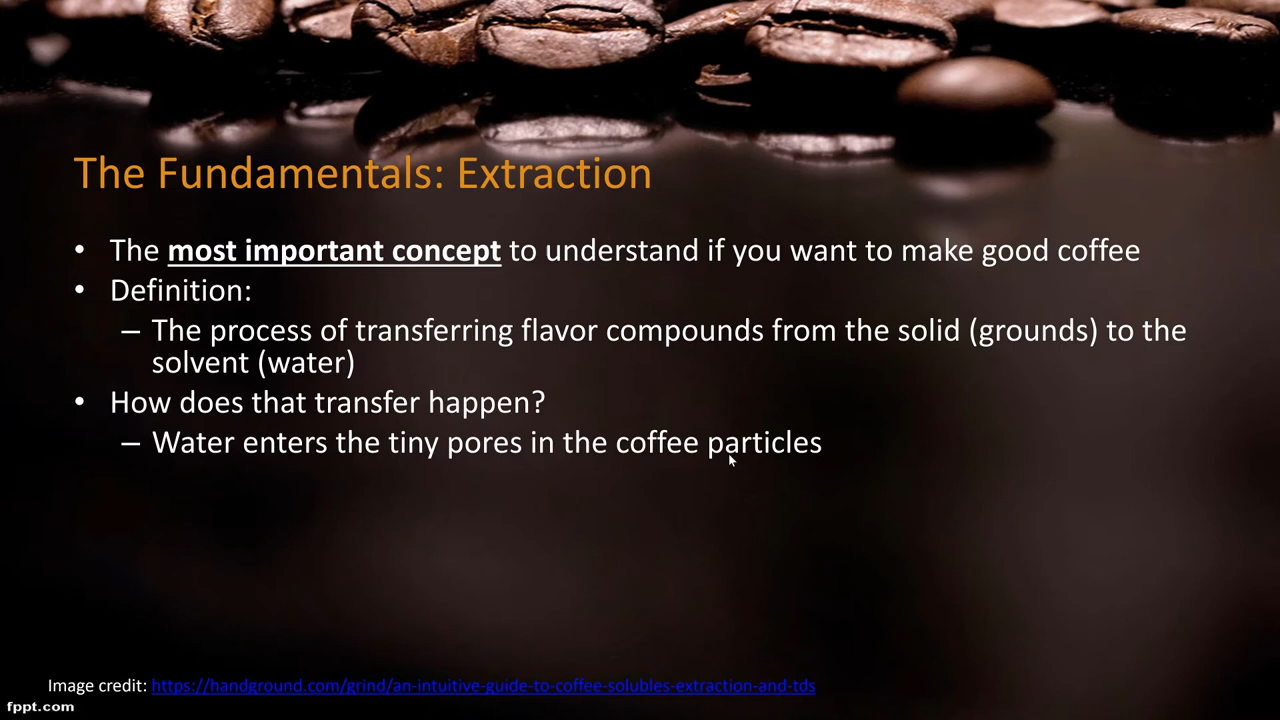 The Fundamentals: Extraction
• The most important concept to understand if you want to make good coffee
• Definition:
– The process of transferring flavor compounds from the solid (grounds) to the
solvent (water)
• How does that transfer happen?
– Water enters the tiny pores in the coffee particles
Image credit: https://handground.com/grind/an-intuitive-guide-to-coffee-solubles-extraction-and-tds
fppt.com